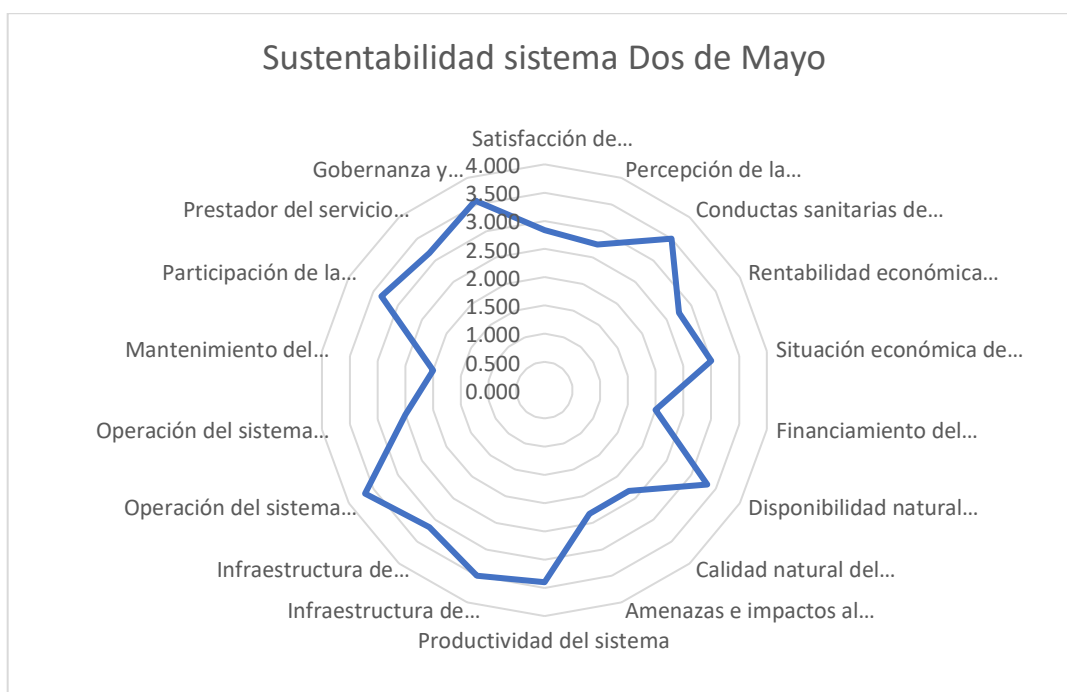 Sustentabilidad sistema Dos de Mayo
Satisfacción de...
Percepción de la...
Conductas sanitarias de...
Rentabilidad económica...
Situación económica de...
Financiamiento del...
Disponibilidad natural...
Calidad natural del...
Amenazas e impactos al...
Productividad del sistema
Infraestructura de...
Infraestructura de...
Operación del sistema...
Operación del sistema...
Mantenimiento del...
Participación de la...
Prestador del servicio...
Gobernanza y...
4.000
3.500
3.000
2.500
2.000
1.500
1.000
0.500
0.000